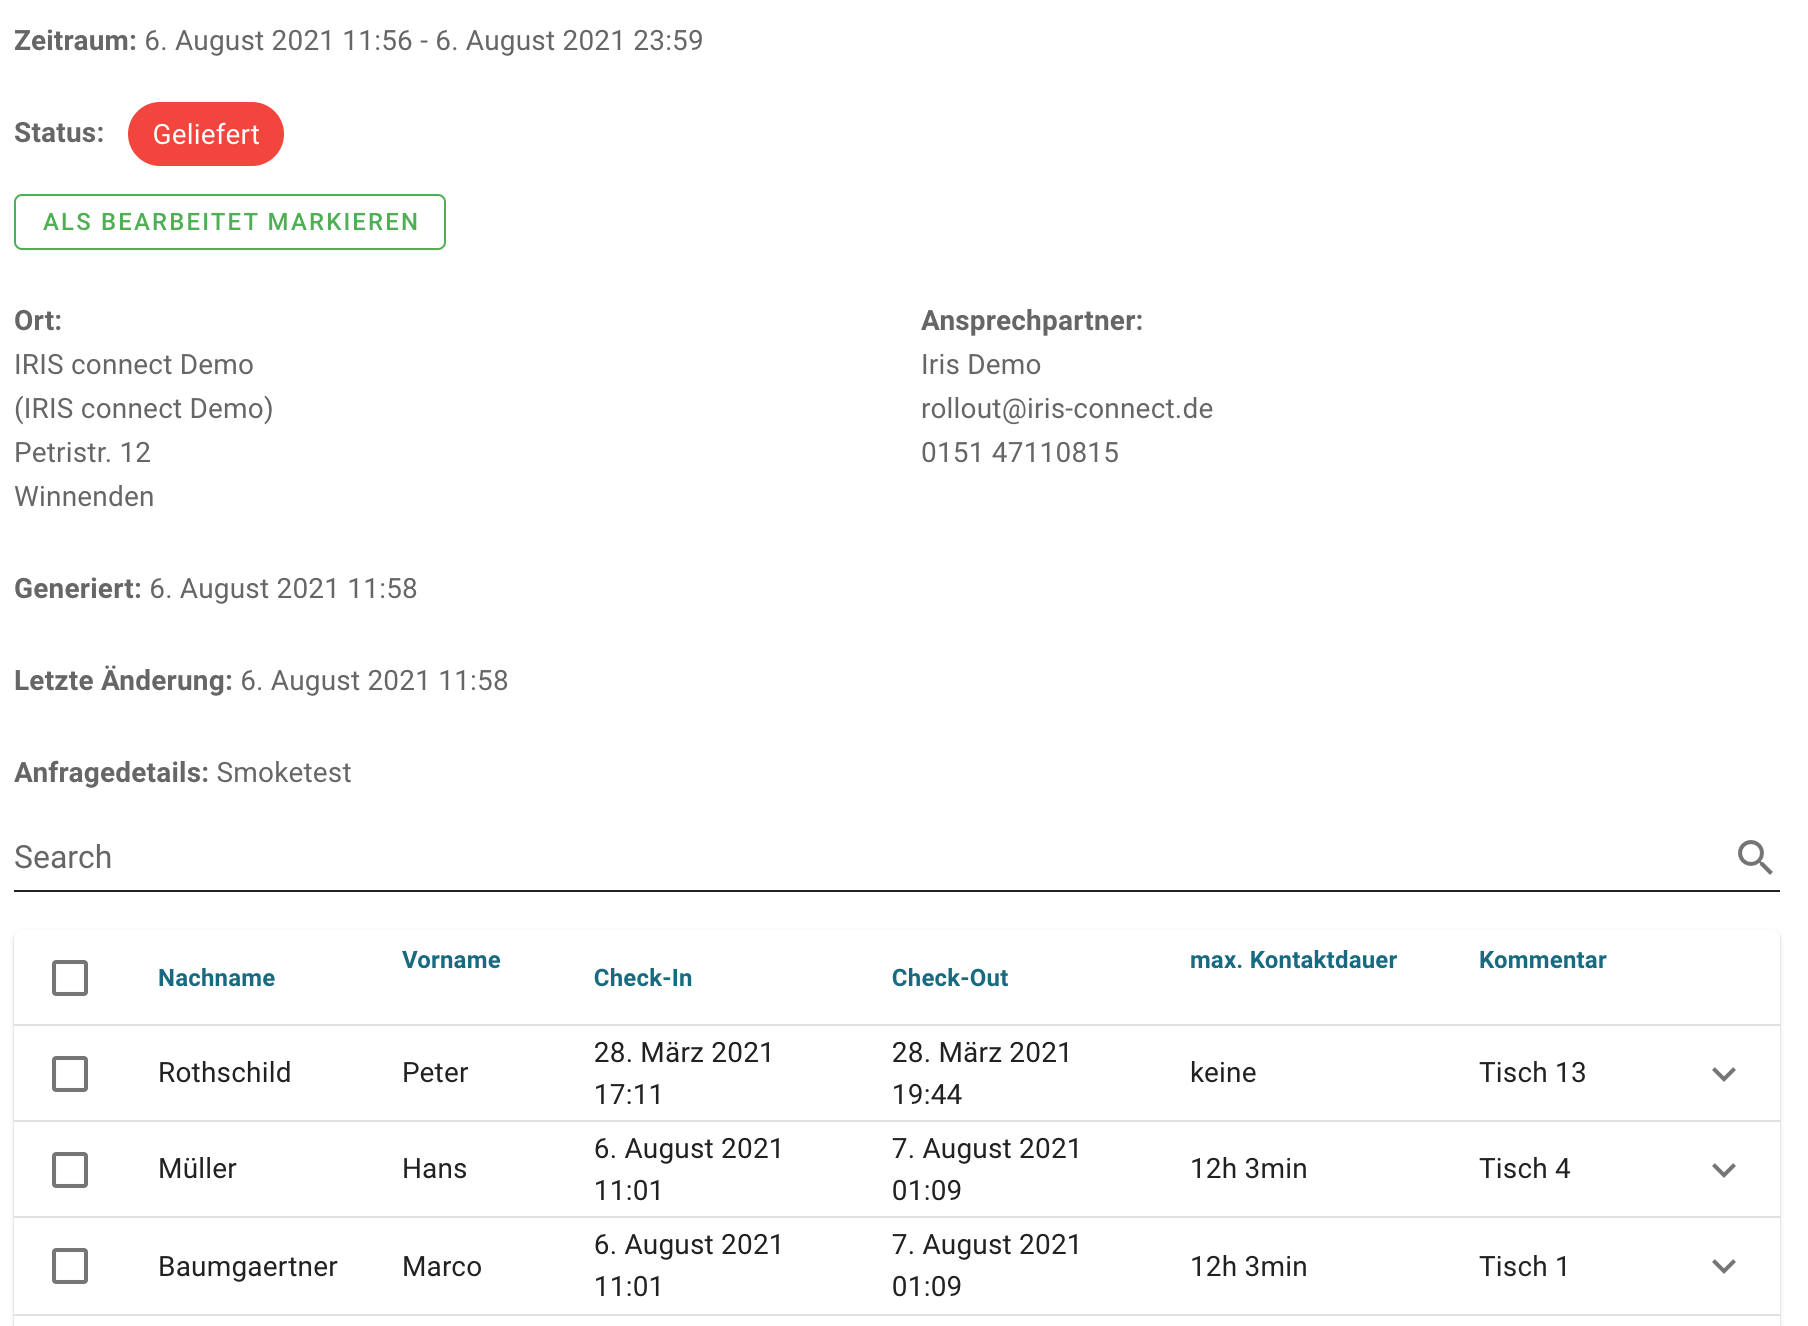 Zeitraum: 6. August 2021 11:56 - 6. August 2021 23:59
Status: Geliefert
ALS BEARBEITET MARKIEREN
Ort:
IRIS connect Demo
(IRIS connect Demo)
Petristr. 12
Winnenden
Ansprechpartner:
Iris Demo
rollout@iris-connect.de
0151 47110815
Generiert: 6. August 2021 11:58
Letzte Änderung: 6. August 2021 11:58
Anfragedetails: Smoketest
Search
Nachname Vorname Check-In Check-Out max. Kontaktdauer Kommentar
Rothschild Peter 28. März 2021 17:11 28. März 2021 19:44 keine Tisch 13
Müller Hans 6. August 2021 11:01 7. August 2021 01:09 12h 3min Tisch 4
Baumgaertner Marco 6. August 2021 11:01 7. August 2021 01:09 12h 3min Tisch 1